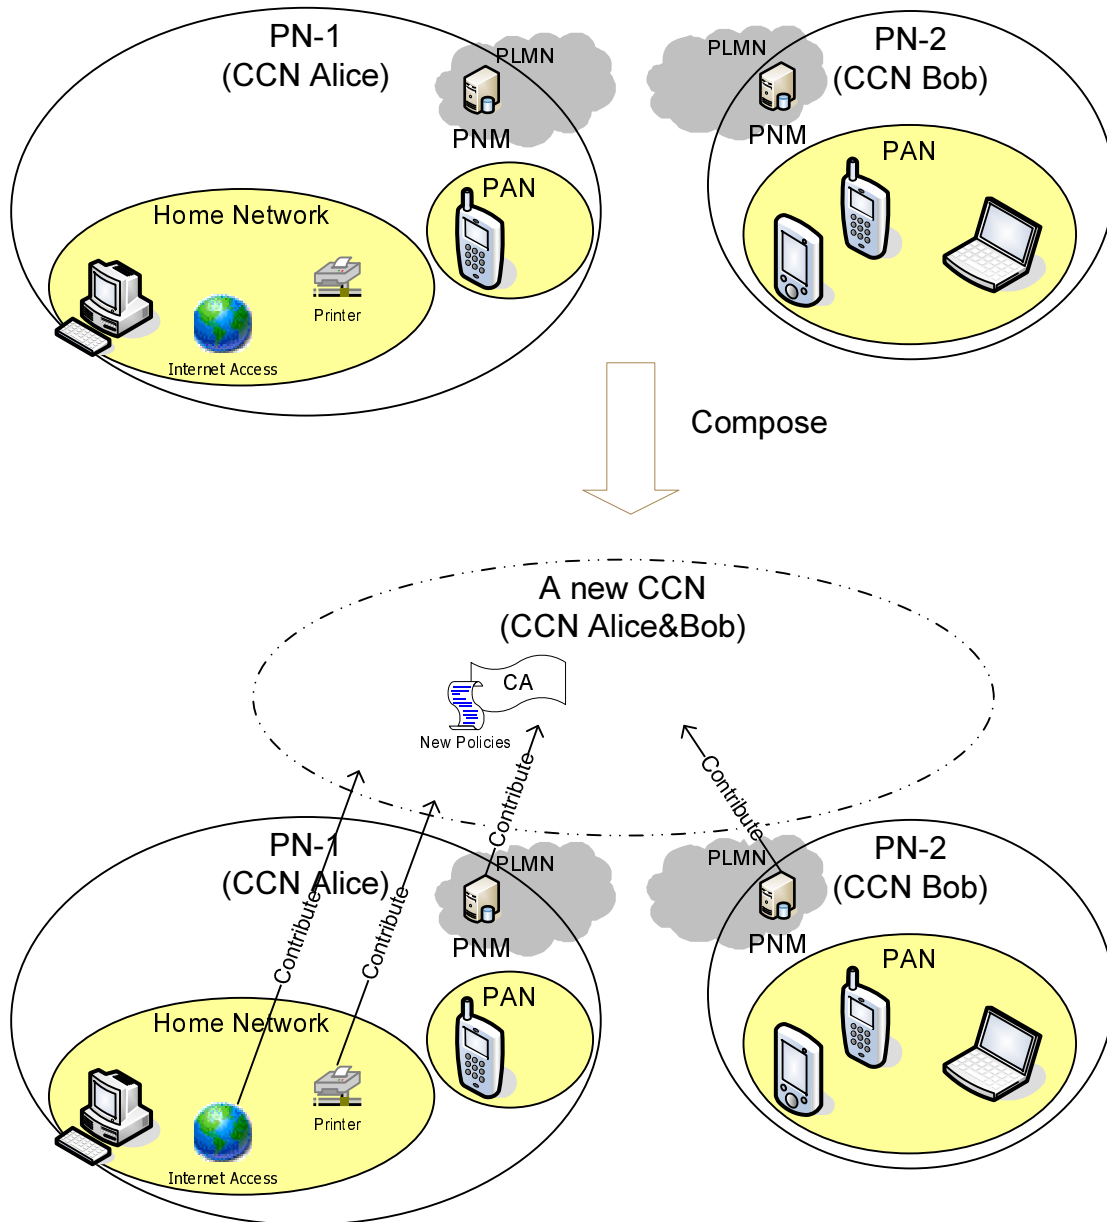 PN-1
(CCN Alice)
PLMN
PNM
PAN
Home Network
Printer
Internet Access
PLMN
PN-2
(CCN Bob)
PNM
PAN
Compose
A new CCN
(CCN Alice&Bob)
CA
New Policies
Contribute
Contribute
Contribute
Contribute
PN-1
(CCN Alice)
PLMN
PNM
PAN
Home Network
Printer
Internet Access
PLMN
PN-2
(CCN Bob)
PNM
PAN